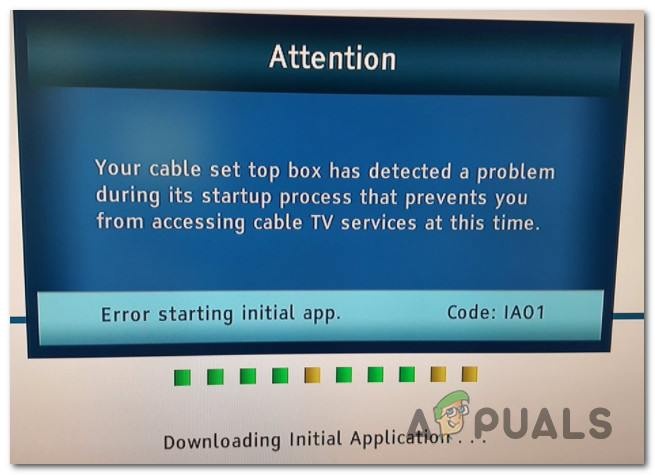 Attention
Your cable set top box has detected a problem
during its startup process that prevents you
from accessing cable TV services at this time.
Error starting initial app. Code: IA01
Downloading Initial Application . . .
A PUALS